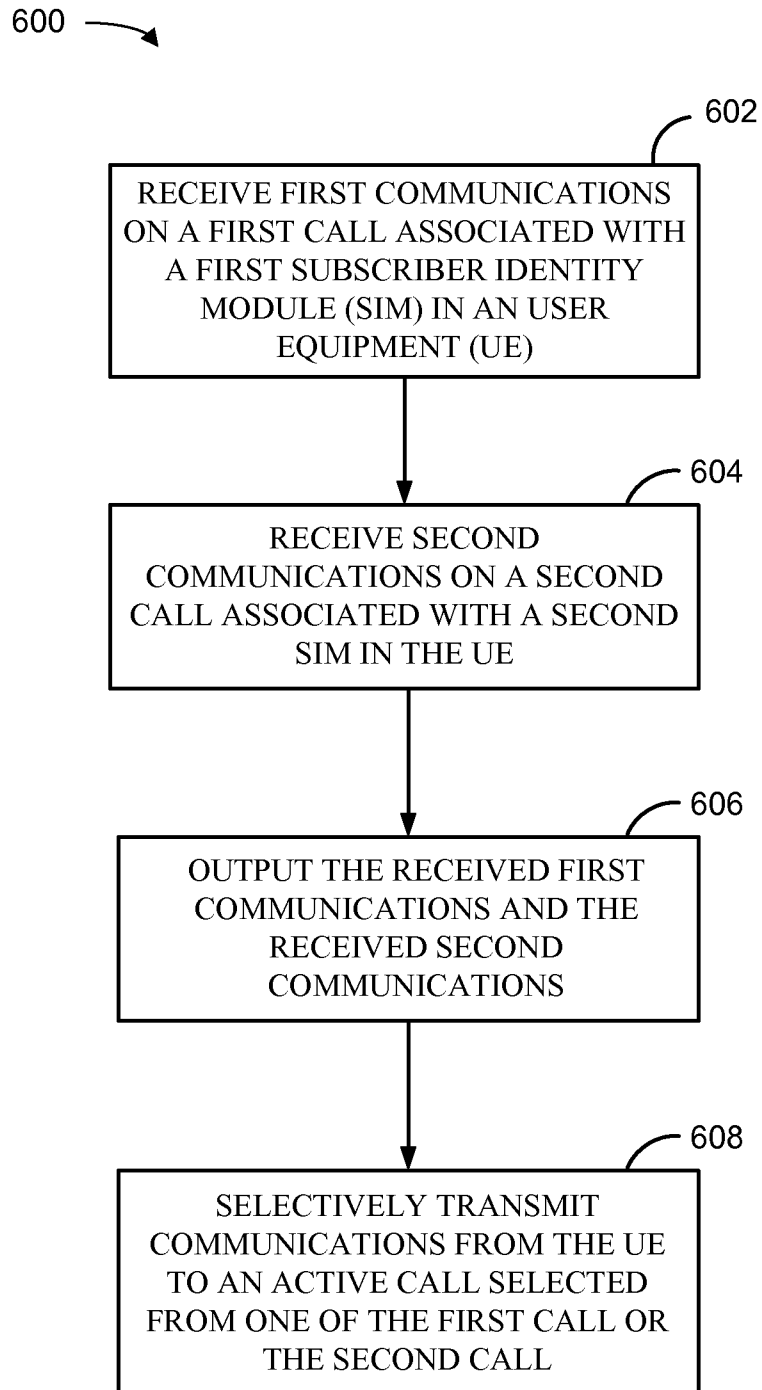 600
602
RECEIVE FIRST COMMUNICATIONS
ON A FIRST CALL ASSOCIATED WITH
A FIRST SUBSCRIBER IDENTITY
MODULE (SIM) IN AN USER
EQUIPMENT (UE)
604
RECEIVE SECOND
COMMUNICATIONS ON A SECOND
CALL ASSOCIATED WITH A SECOND
SIM IN THE UE
606
OUTPUT THE RECEIVED FIRST
COMMUNICATIONS AND THE
RECEIVED SECOND
COMMUNICATIONS
608
SELECTIVELY TRANSMIT
COMMUNICATIONS FROM THE UE
TO AN ACTIVE CALL SELECTED
FROM ONE OF THE FIRST CALL OR
THE SECOND CALL